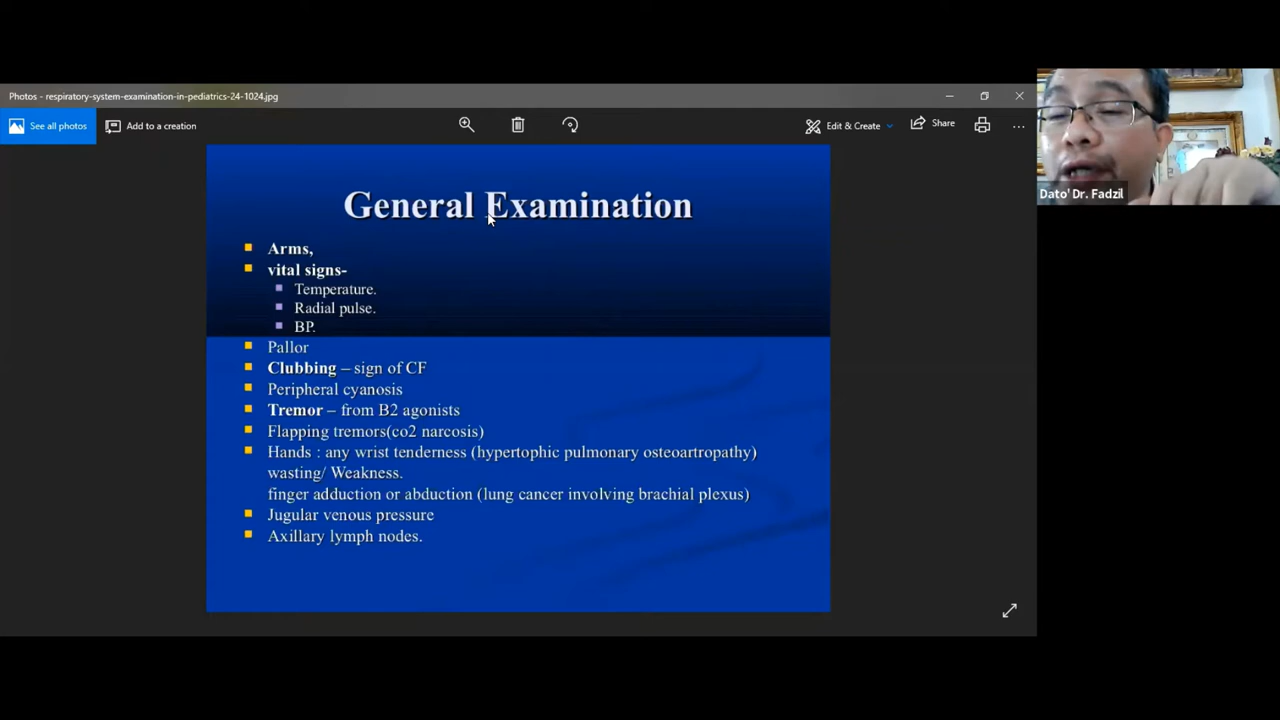 Photos - respiratory-system-examination-in-pediatrics-24-1024.jpg
See all photos
Add to a creation
Edit & Create
Share
General Examination
Arms,
vital signs-
Temperature.
Radial pulse.
BP.
Pallor
Clubbing – sign of CF
Peripheral cyanosis
Tremor – from B2 agonists
Flapping tremors(co2 narcosis)
Hands : any wrist tenderness (hypertophic pulmonary osteoartropathy)
wasting/ Weakness.
finger adduction or abduction (lung cancer involving brachial plexus)
Jugular venous pressure
Axillary lymph nodes.
Dato' Dr. Fadzil